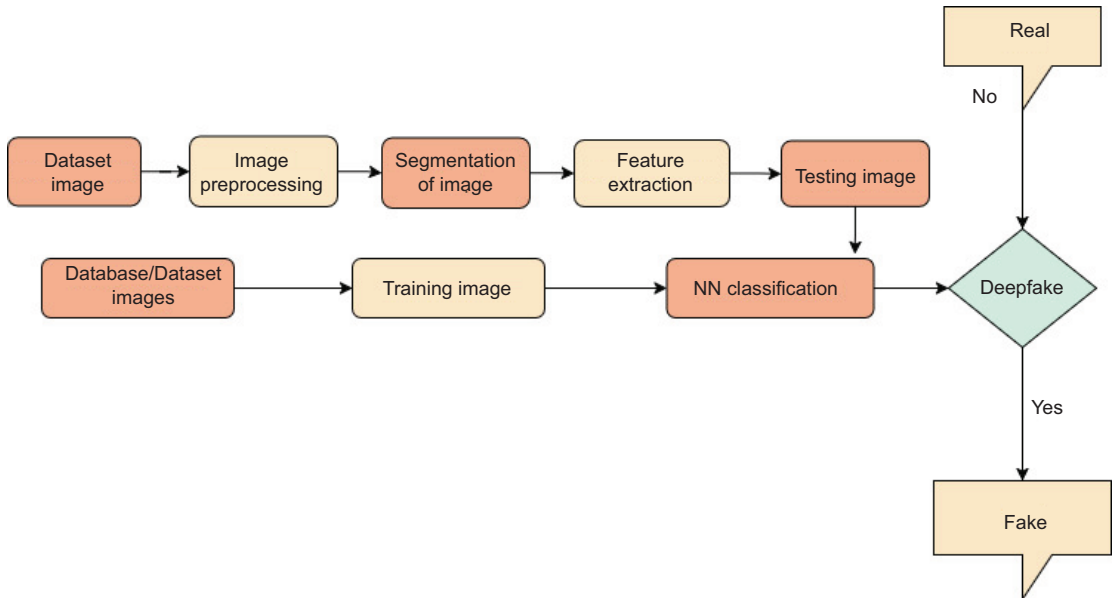 Real
No
Dataset
image
Image
preprocessing
Segmentation
of image
Feature
extraction
Testing image
Database/Dataset
images
Training image
NN classification
Deepfake
Yes
Fake